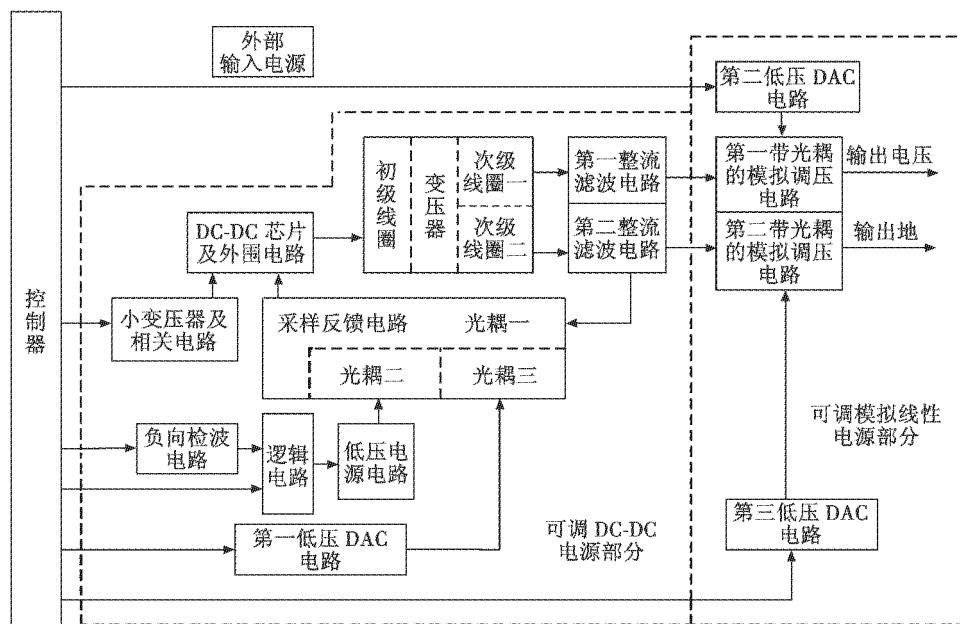 外部
输入电源
第二低压 DAC
电路
初级线圈
变压器
次级
线圈一
次级
线圈二
第一整流
滤波电路
第二整流
滤波电路
第一带光耦
的模拟调压
电路
第二带光耦
的模拟调压
电路
输出电压
输出地
DC-DC 芯片
及外围电路
控制器
小变压器及
相关电路
采样反馈电路
光耦一
光耦二
光耦三
可调模拟线性
电源部分
负向检波
电路
逻辑
电路
低压电
源电路
第一低压 DAC
电路
可调 DC-DC
电源部分
第三低压 DAC
电路